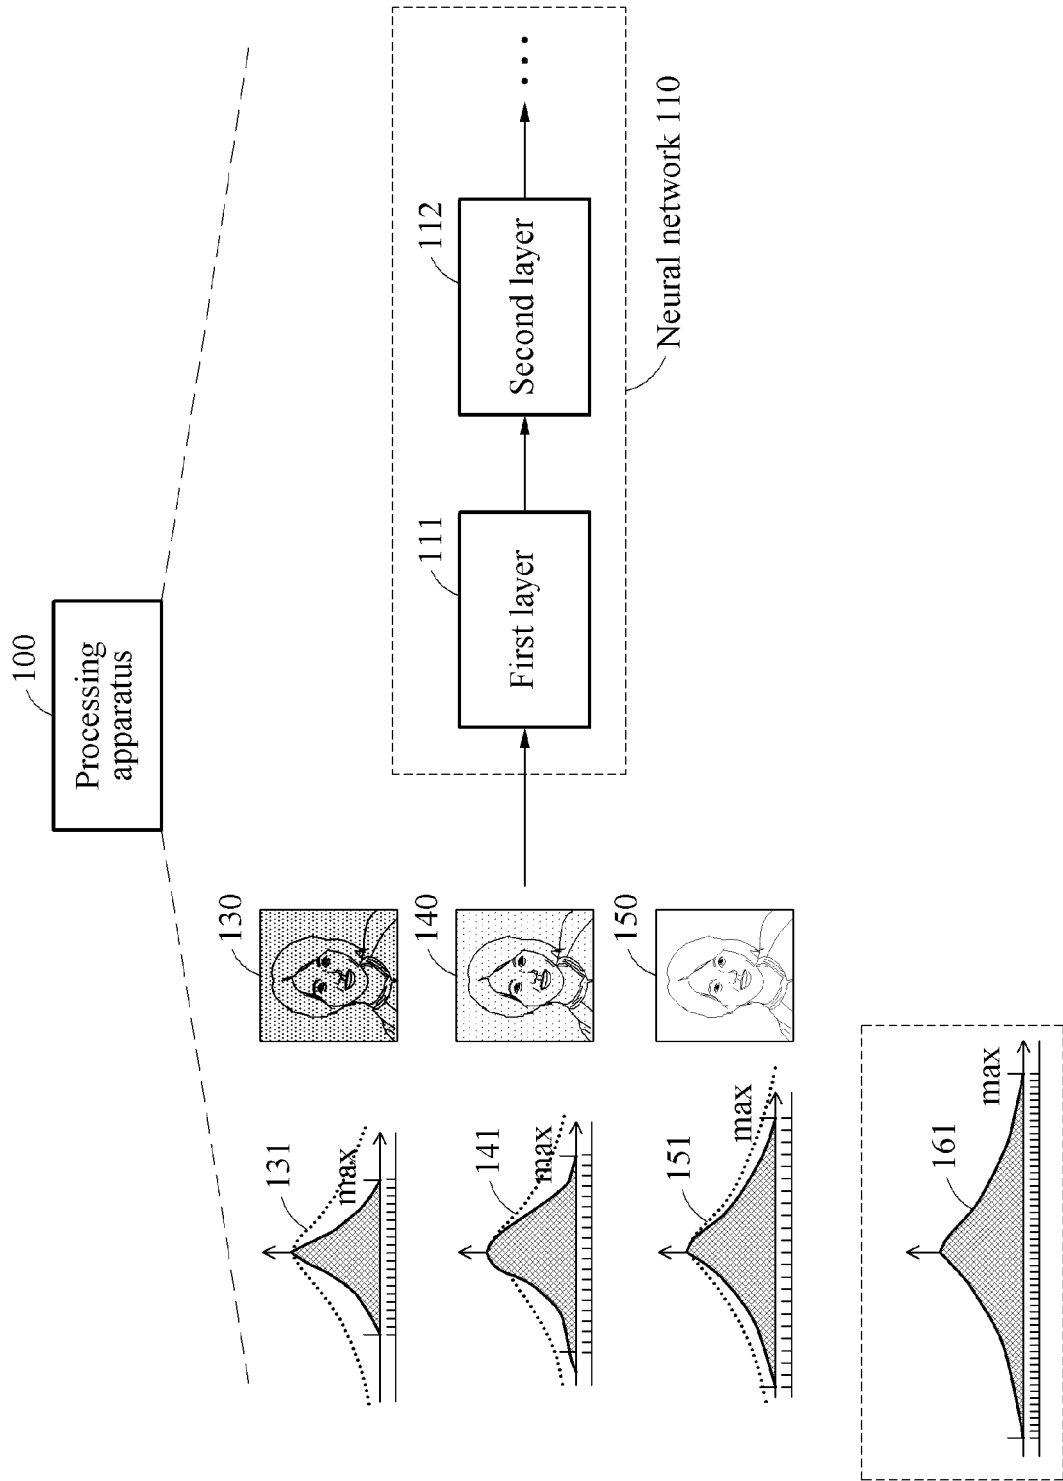 Processing
apparatus
100
130
140
150
131
max
141
max
151
max
161
max
First layer
111
Second layer
112
Neural network 110